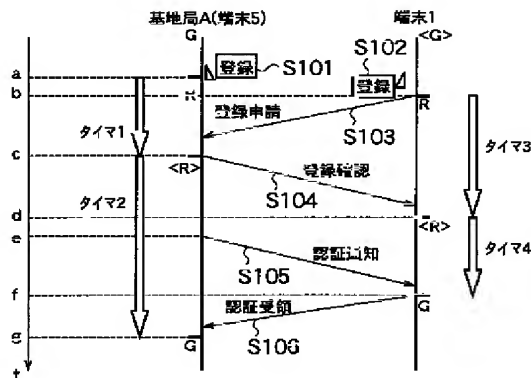 基地局A(端末5)
端末1
G
<G>
S102
a
登録
S101
登録
b
R
R
登録申請
S103
タイマ1
タイマ3
c
<R>
登録確認
S104
タイマ2
d
<R>
e
認証通知
タイマ4
S105
f
G
認証受領
g
G
S106
t